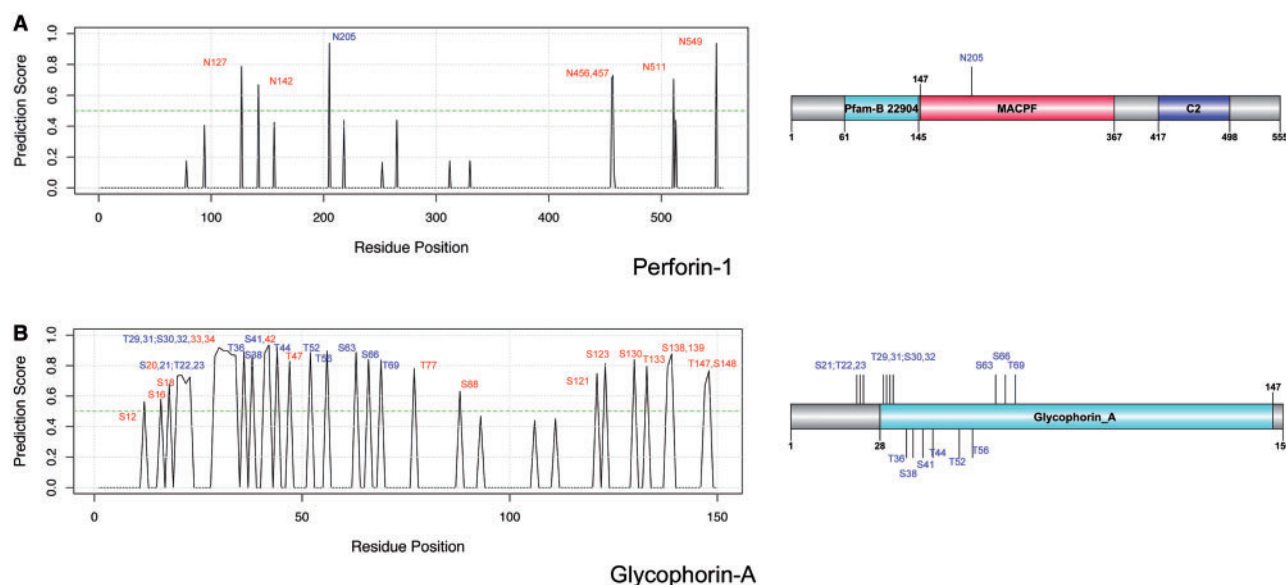 A
Prediction Score
1.0
0.8
0.6
0.4
0.2
0.0
N127
N142
N205
N456,457
N511
N549
0
100
200
300
400
500
Residue Position
Perforin-1
N205
147
Pfam-B 22904
MACPF
C2
1
61
145
367
417
498
555
B
Prediction Score
1.0
0.8
0.6
0.4
0.2
0.0
T29,31;S30,32,33,34
S20,21;T22,23
S18
S16
S12
T36
S38
S41,42
T44
T47
T52
T56
S63
S66
T69
T77
S88
S121
S123
S130
T133
S138,139
T147,S148
0
50
100
150
Residue Position
Glycophorin-A
S21;T22,23
T29,31;S30,32
S63
S66
T69
147
Glycophorin_A
1
28
15
T36
S38
S41
T44
T52
T56